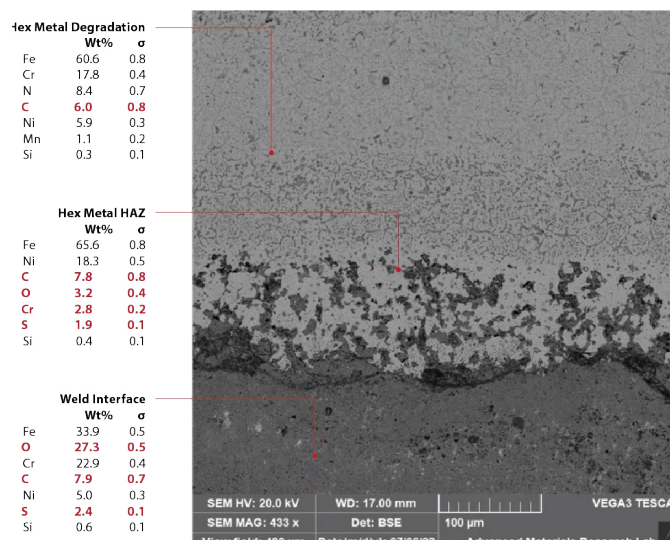 Hex Metal Degradation
Wt% σ
Fe 60.6 0.8
Cr 17.8 0.4
N 8.4 0.7
C 6.0 0.8
Ni 5.9 0.3
Mn 1.1 0.2
Si 0.3 0.1
Hex Metal HAZ
Wt% σ
Fe 65.6 0.8
Ni 18.3 0.5
C 7.8 0.8
O 3.2 0.4
Cr 2.8 0.2
S 1.9 0.1
Si 0.4 0.1
Weld Interface
Wt% σ
Fe 33.9 0.5
O 27.3 0.5
Cr 22.9 0.4
C 7.9 0.7
Ni 5.0 0.3
S 2.4 0.1
Si 0.6 0.1
SEM HV: 20.0 kV WD: 17.00 mm VEGA3 TESCA
SEM MAG: 433 x Det: BSE 100 µm